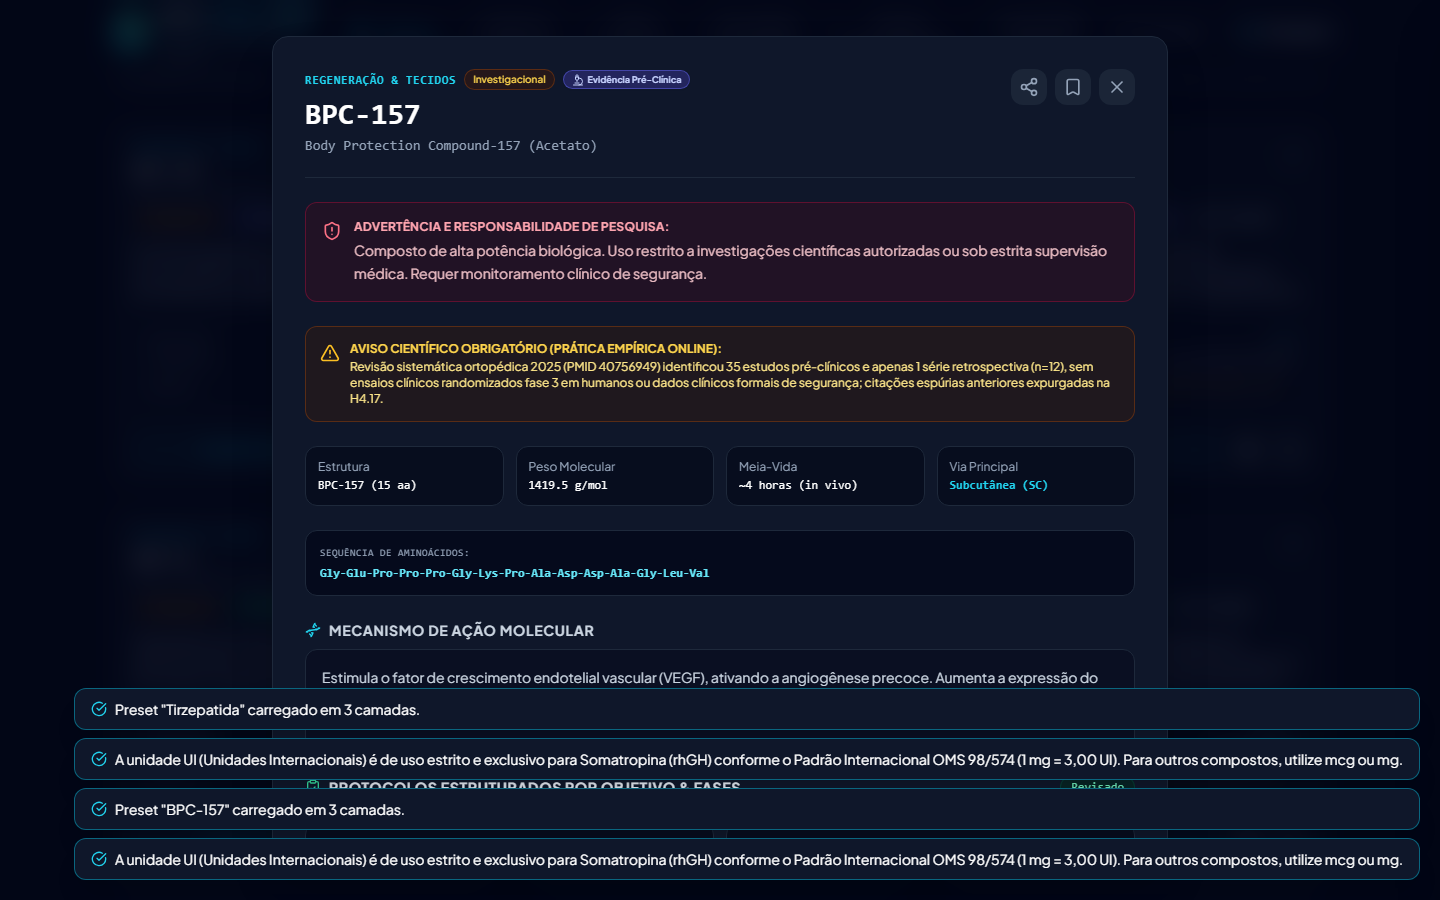 REGENERAÇÃO & TECIDOS Investigacional Evidência Pré-Clínica
BPC-157
Body Protection Compound-157 (Acetato)
ADVERTÊNCIA E RESPONSABILIDADE DE PESQUISA:
Composto de alta potência biológica. Uso restrito a investigações científicas autorizadas ou sob estrita supervisão
médica. Requer monitoramento clínico de segurança.
AVISO CIENTÍFICO OBRIGATÓRIO (PRÁTICA EMPÍRICA ONLINE):
Revisão sistemática ortopédica 2025 (PMID 40756949) identificou 35 estudos pré-clínicos e apenas 1 série retrospectiva (n=12), sem
ensaios clínicos randomizados fase 3 em humanos ou dados clínicos formais de segurança; citações espúrias anteriores expurgadas na
H4.17.
Estrutura
BPC-157 (15 aa)
Peso Molecular
1419.5 g/mol
Meia-Vida
~4 horas (in vivo)
Via Principal
Subcutânea (SC)
SEQUÊNCIA DE AMINOÁCIDOS:
Gly-Glu-Pro-Pro-Pro-Gly-Lys-Pro-Ala-Asp-Asp-Ala-Gly-Leu-Val
MECANISMO DE AÇÃO MOLECULAR
Estimula o fator de crescimento endotelial vascular (VEGF), ativando a angiogênese precoce. Aumenta a expressão do
Preset "Tirzepatida" carregado em 3 camadas.
A unidade UI (Unidades Internacionais) é de uso estrito e exclusivo para Somatropina (rhGH) conforme o Padrão Internacional OMS 98/574 (1 mg = 3,00 UI). Para outros compostos, utilize mcg ou mg.
PROTOCOLOS ESTRUTURADOS POR OBJETIVO & FASES Revisado
Preset "BPC-157" carregado em 3 camadas.
A unidade UI (Unidades Internacionais) é de uso estrito e exclusivo para Somatropina (rhGH) conforme o Padrão Internacional OMS 98/574 (1 mg = 3,00 UI). Para outros compostos, utilize mcg ou mg.